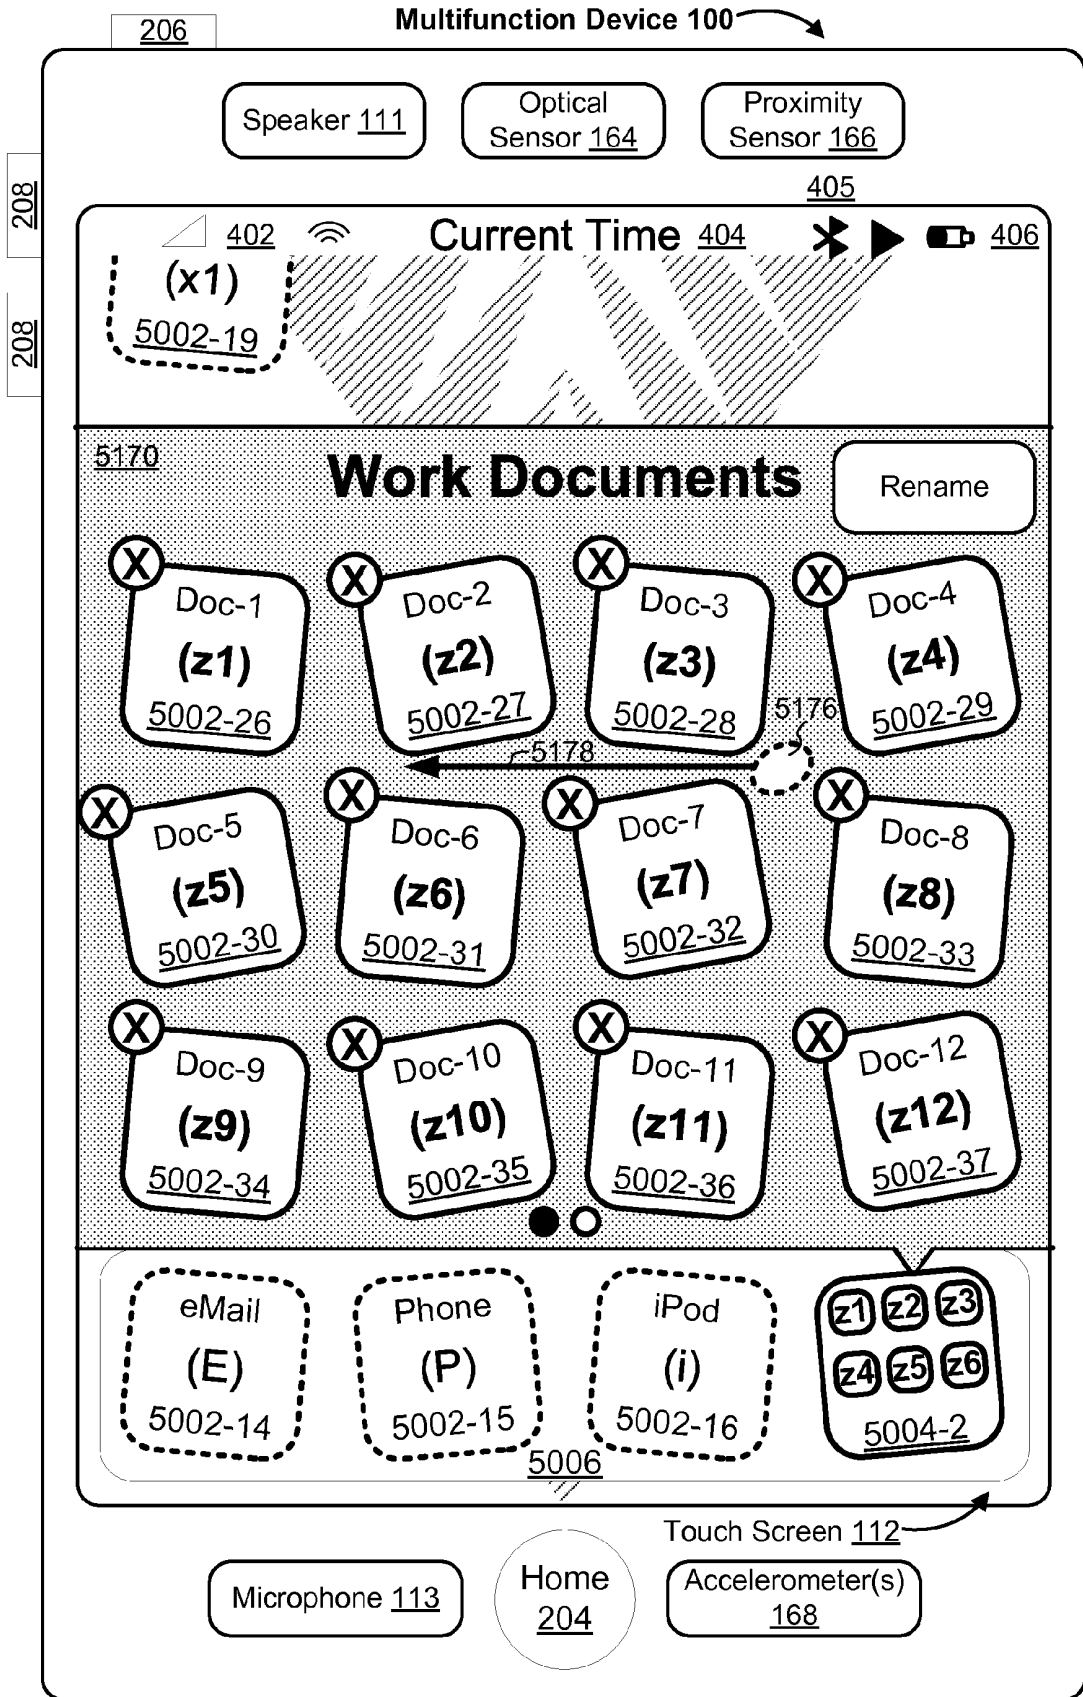 Multifunction Device 100
206
Speaker 111
Optical
Sensor 164
Proximity
Sensor 166
208
208
405
402
Current Time 404
406
(x1)
5002-19
5170
Work Documents
Rename
X
Doc-1
(z1)
5002-26
X
Doc-2
(z2)
5002-27
X
Doc-3
(z3)
5002-28
X
Doc-4
(z4)
5002-29
5176
5178
X
Doc-5
(z5)
5002-30
X
Doc-6
(z6)
5002-31
X
Doc-7
(z7)
5002-32
X
Doc-8
(z8)
5002-33
X
Doc-9
(z9)
5002-34
X
Doc-10
(z10)
5002-35
X
Doc-11
(z11)
5002-36
X
Doc-12
(z12)
5002-37
eMail
(E)
5002-14
Phone
(P)
5002-15
iPod
(i)
5002-16
z1 z2 z3
z4 z5 z6
5004-2
5006
Touch Screen 112
Microphone 113
Home
204
Accelerometer(s)
168